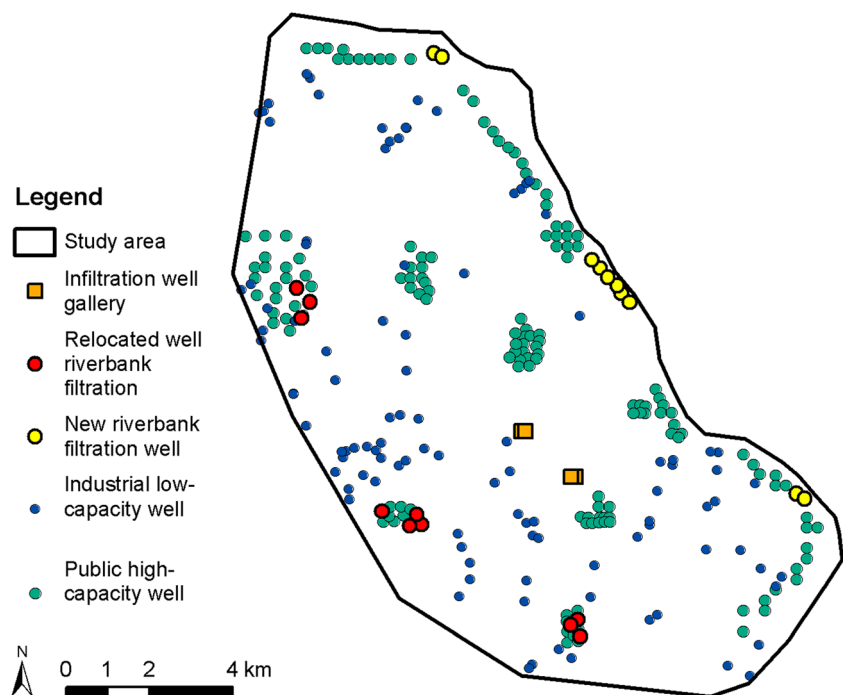 Legend
Study area
Infiltration well
gallery
Relocated well
riverbank
filtration
New riverbank
filtration well
Industrial low-
capacity well
Public high-
capacity well
N
0 1 2 4 km